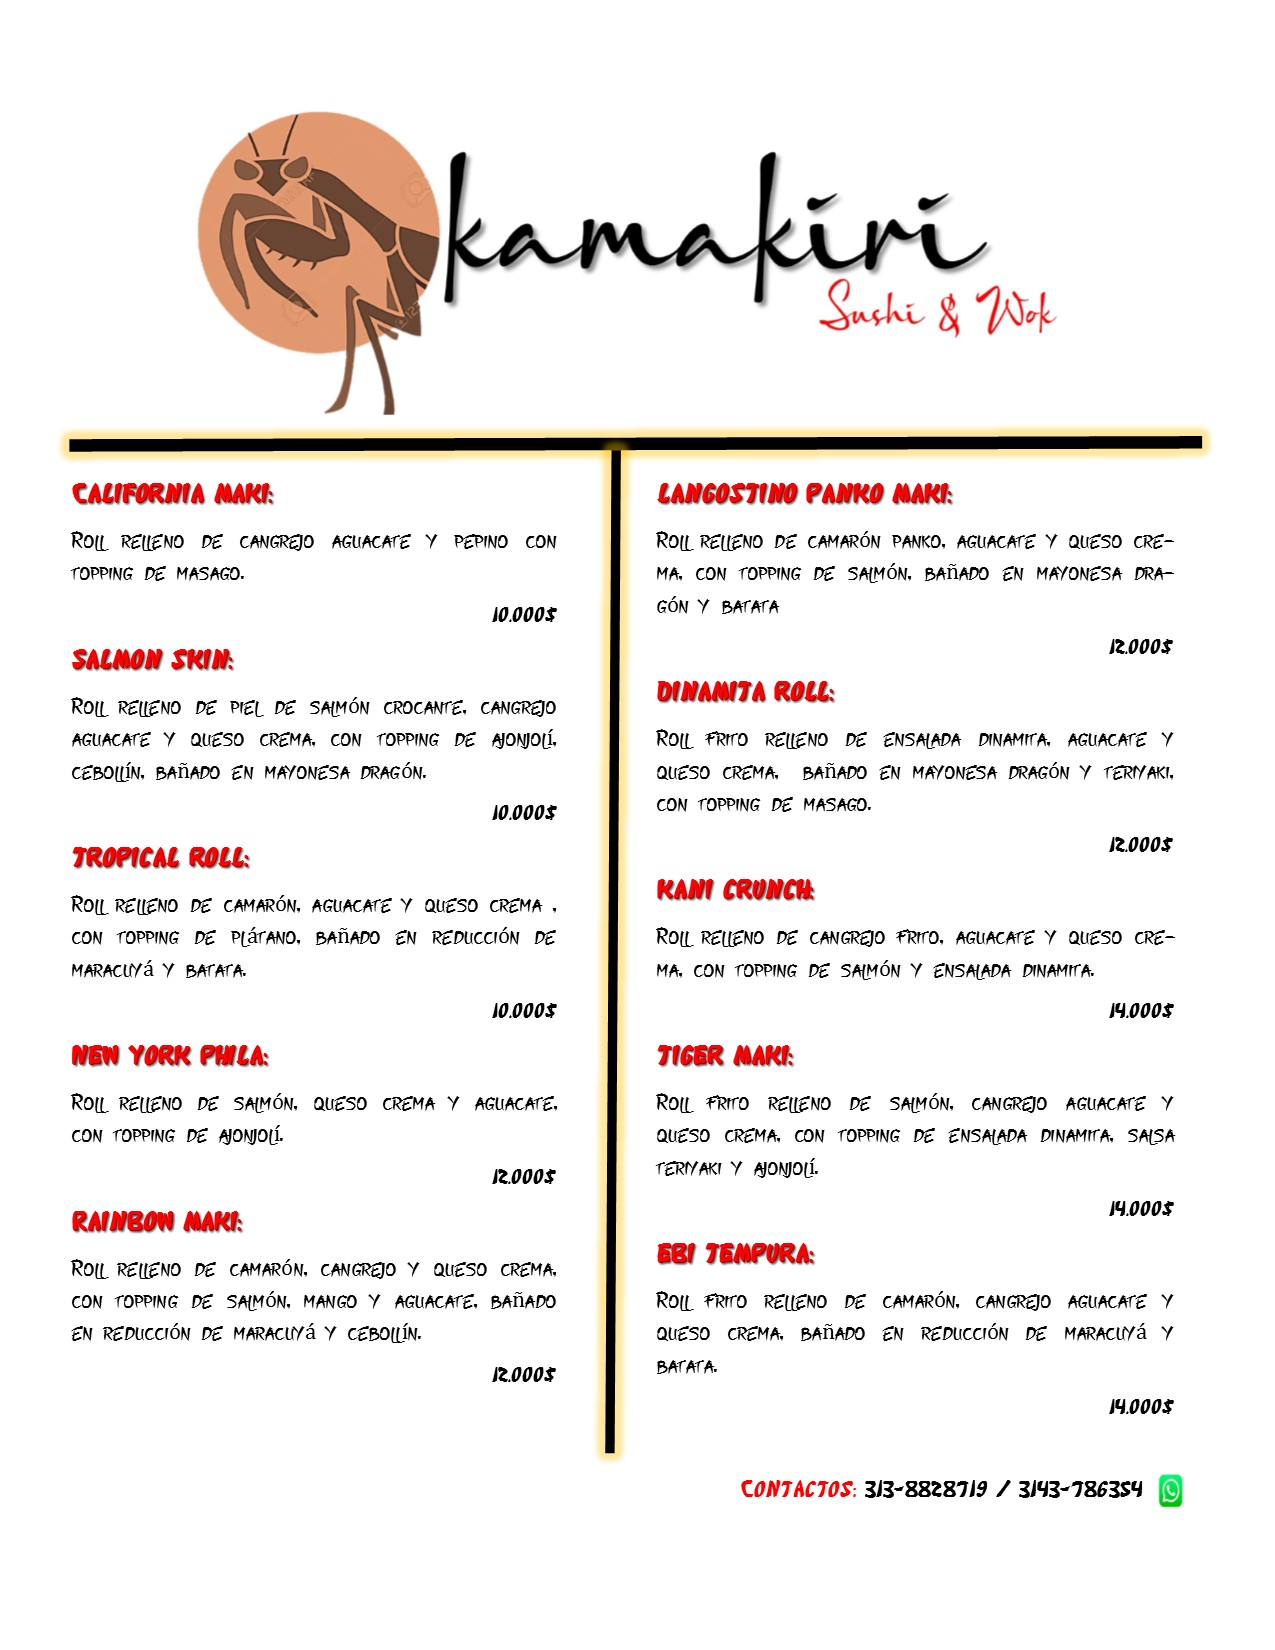 kamakiri
Sushi & Wok
CALIFORNIA MAKI:
ROLL RELLENO DE CANGREJO AGUACATE Y PEPINO CON
TOPPING DE MASAGO.
10.000$
SALMON SKIN:
ROLL RELLENO DE PIEL DE SALMÓN CROCANTE, CANGREJO
AGUACATE Y QUESO CREMA, CON TOPPING DE AJONJOLÍ,
CEBOLLÍN, BAÑADO EN MAYONESA DRAGÓN.
10.000$
TROPICAL ROLL:
ROLL RELLENO DE CAMARÓN, AGUACATE Y QUESO CREMA ,
CON TOPPING DE PLÁTANO, BAÑADO EN REDUCCIÓN DE
MARACUYÁ Y BATATA.
10.000$
NEW YORK PHILA:
ROLL RELLENO DE SALMÓN, QUESO CREMA Y AGUACATE,
CON TOPPING DE AJONJOLÍ.
12.000$
RAINBOW MAKI:
ROLL RELLENO DE CAMARÓN, CANGREJO Y QUESO CREMA,
CON TOPPING DE SALMÓN, MANGO Y AGUACATE, BAÑADO
EN REDUCCIÓN DE MARACUYÁ Y CEBOLLÍN.
12.000$
LANGOSTINO PANKO MAKI:
ROLL RELLENO DE CAMARÓN PANKO, AGUACATE Y QUESO CRE-
MA, CON TOPPING DE SALMÓN, BAÑADO EN MAYONESA DRA-
GÓN Y BATATA
12.000$
DINAMITA ROLL:
ROLL FRITO RELLENO DE ENSALADA DINAMITA, AGUACATE Y
QUESO CREMA, BAÑADO EN MAYONESA DRAGÓN Y TERIYAKI,
CON TOPPING DE MASAGO.
12.000$
KANI CRUNCH:
ROLL RELLENO DE CANGREJO FRITO, AGUACATE Y QUESO CRE-
MA, CON TOPPING DE SALMÓN Y ENSALADA DINAMITA.
14.000$
TIGER MAKI:
ROLL FRITO RELLENO DE SALMÓN, CANGREJO AGUACATE Y
QUESO CREMA, CON TOPPING DE ENSALADA DINAMITA, SALSA
TERIYAKI Y AJONJOLÍ.
14.000$
EBI TEMPURA:
ROLL FRITO RELLENO DE CAMARÓN, CANGREJO AGUACATE Y
QUESO CREMA, BAÑADO EN REDUCCIÓN DE MARACUYÁ Y
BATATA.
14.000$
CONTACTOS: 313-8828719 / 3143-786354